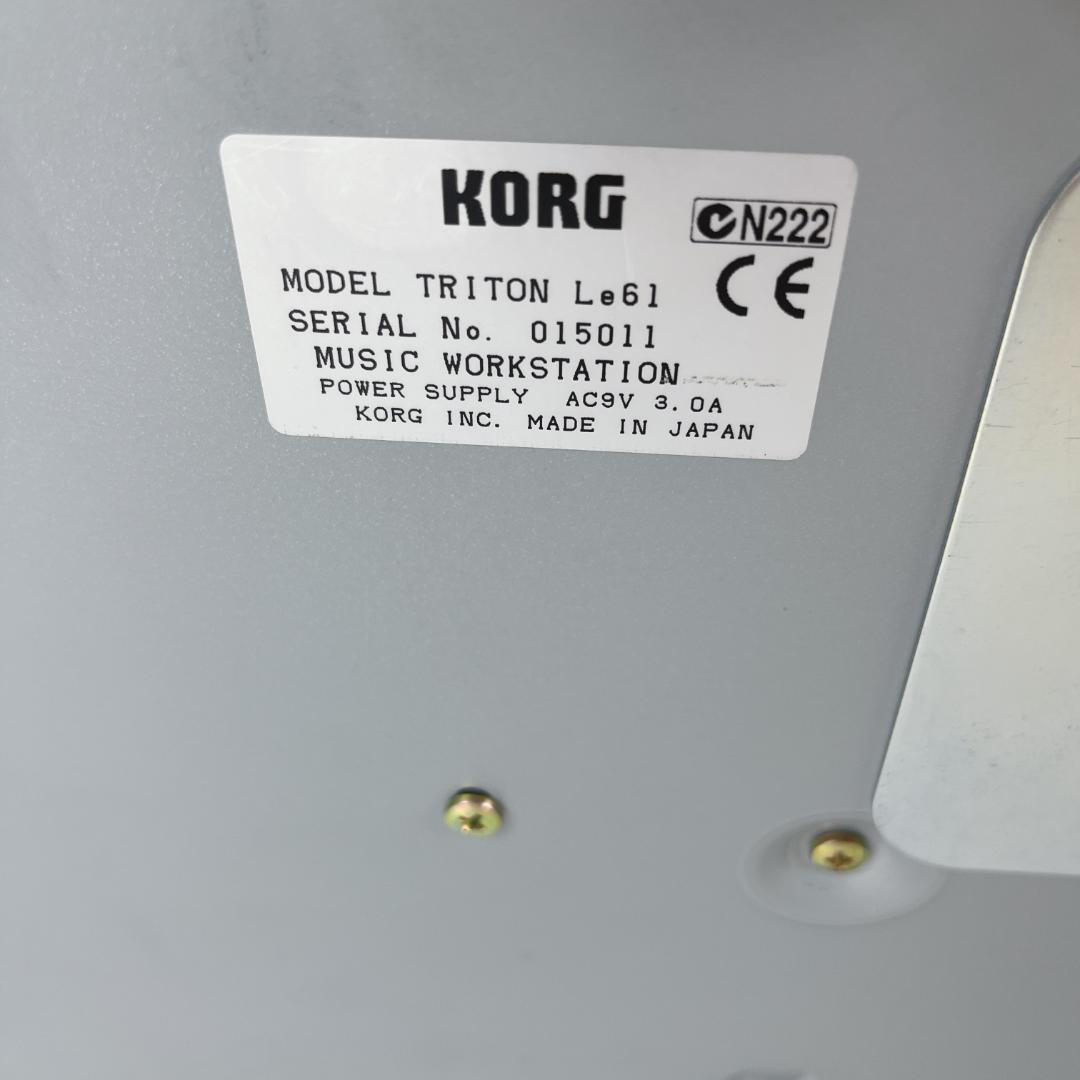 KORG
N222
CE
MODEL TRITON Le61
SERIAL No. 015011
MUSIC WORKSTATION
POWER SUPPLY AC9V 3.0A
KORG INC. MADE IN JAPAN